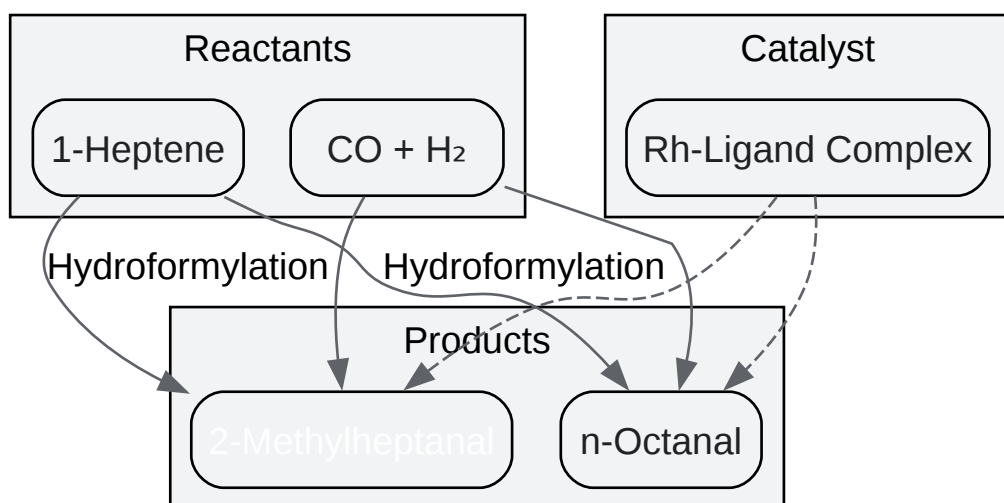 Reactants
Catalyst
1-Heptene
CO + H₂
Rh-Ligand Complex
Hydroformylation
Hydroformylation
Products
2-Methylheptanal
n-Octanal